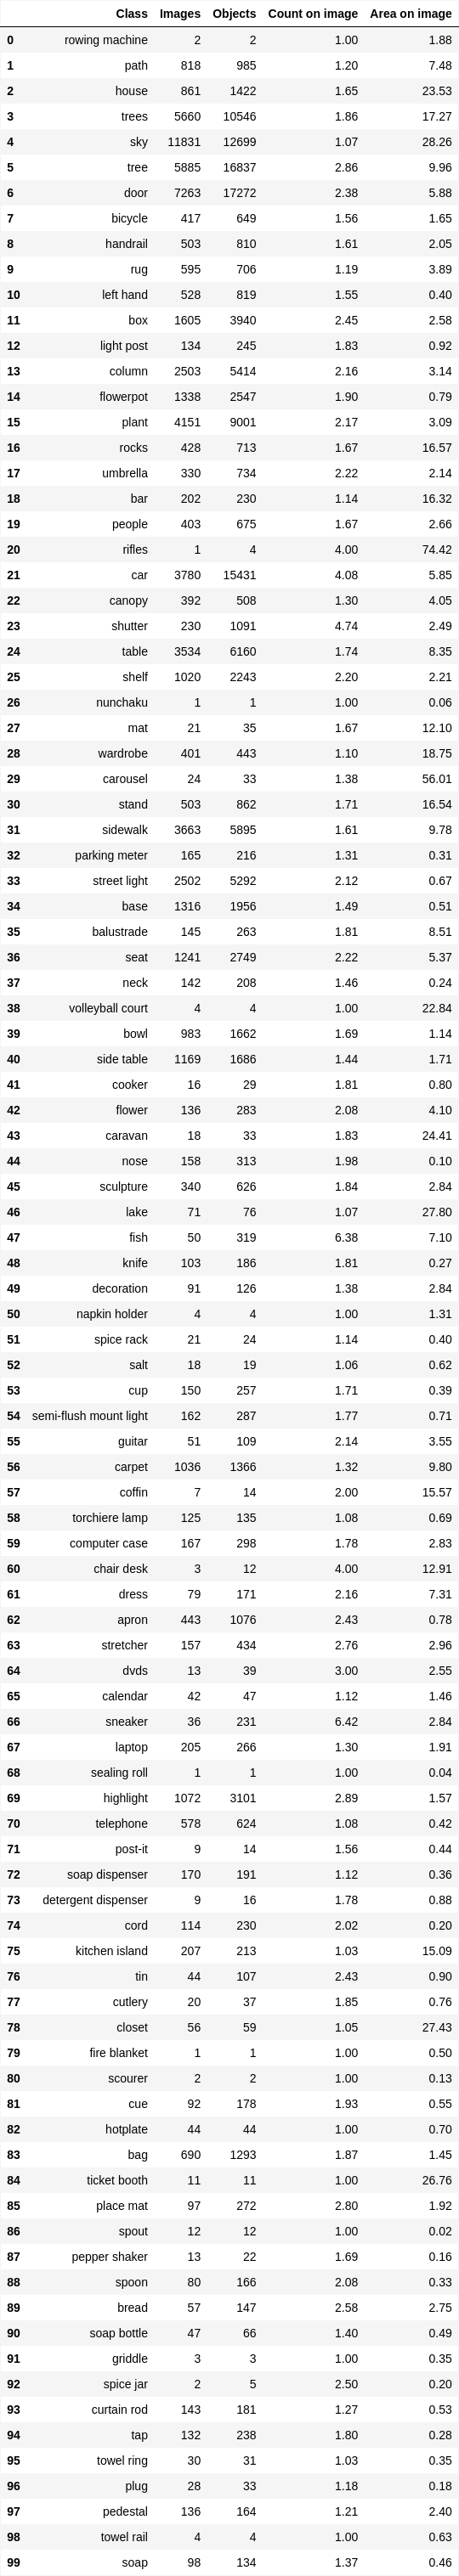 Class Images Objects Count on image Area on image
0 rowing machine 2 2 1.00 1.88
1 path 818 985 1.20 7.48
2 house 861 1422 1.65 23.53
3 trees 5660 10546 1.86 17.27
4 sky 11831 12699 1.07 28.26
5 tree 5885 16837 2.86 9.96
6 door 7263 17272 2.38 5.88
7 bicycle 417 649 1.56 1.65
8 handrail 503 810 1.61 2.05
9 rug 595 706 1.19 3.89
10 left hand 528 819 1.55 0.40
11 box 1605 3940 2.45 2.58
12 light post 134 245 1.83 0.92
13 column 2503 5414 2.16 3.14
14 flowerpot 1338 2547 1.90 0.79
15 plant 4151 9001 2.17 3.09
16 rocks 428 713 1.67 16.57
17 umbrella 330 734 2.22 2.14
18 bar 202 230 1.14 16.32
19 people 403 675 1.67 2.66
20 rifles 1 4 4.00 74.42
21 car 3780 15431 4.08 5.85
22 canopy 392 508 1.30 4.05
23 shutter 230 1091 4.74 2.49
24 table 3534 6160 1.74 8.35
25 shelf 1020 2243 2.20 2.21
26 nunchaku 1 1 1.00 0.06
27 mat 21 35 1.67 12.10
28 wardrobe 401 443 1.10 18.75
29 carousel 24 33 1.38 56.01
30 stand 503 862 1.71 16.54
31 sidewalk 3663 5895 1.61 9.78
32 parking meter 165 216 1.31 0.31
33 street light 2502 5292 2.12 0.67
34 base 1316 1956 1.49 0.51
35 balustrade 145 263 1.81 8.51
36 seat 1241 2749 2.22 5.37
37 neck 142 208 1.46 0.24
38 volleyball court 4 4 1.00 22.84
39 bowl 983 1662 1.69 1.14
40 side table 1169 1686 1.44 1.71
41 cooker 16 29 1.81 0.80
42 flower 136 283 2.08 4.10
43 caravan 18 33 1.83 24.41
44 nose 158 313 1.98 0.10
45 sculpture 340 626 1.84 2.84
46 lake 71 76 1.07 27.80
47 fish 50 319 6.38 7.10
48 knife 103 186 1.81 0.27
49 decoration 91 126 1.38 2.84
50 napkin holder 4 4 1.00 1.31
51 spice rack 21 24 1.14 0.40
52 salt 18 19 1.06 0.62
53 cup 150 257 1.71 0.39
54 semi-flush mount light 162 287 1.77 0.71
55 guitar 51 109 2.14 3.55
56 carpet 1036 1366 1.32 9.80
57 coffin 7 14 2.00 15.57
58 torchiere lamp 125 135 1.08 0.69
59 computer case 167 298 1.78 2.83
60 chair desk 3 12 4.00 12.91
61 dress 79 171 2.16 7.31
62 apron 443 1076 2.43 0.78
63 stretcher 157 434 2.76 2.96
64 dvds 13 39 3.00 2.55
65 calendar 42 47 1.12 1.46
66 sneaker 36 231 6.42 2.84
67 laptop 205 266 1.30 1.91
68 sealing roll 1 1 1.00 0.04
69 highlight 1072 3101 2.89 1.57
70 telephone 578 624 1.08 0.42
71 post-it 9 14 1.56 0.44
72 soap dispenser 170 191 1.12 0.36
73 detergent dispenser 9 16 1.78 0.88
74 cord 114 230 2.02 0.20
75 kitchen island 207 213 1.03 15.09
76 tin 44 107 2.43 0.90
77 cutlery 20 37 1.85 0.76
78 closet 56 59 1.05 27.43
79 fire blanket 1 1 1.00 0.50
80 scourer 2 2 1.00 0.13
81 cue 92 178 1.93 0.55
82 hotplate 44 44 1.00 0.70
83 bag 690 1293 1.87 1.45
84 ticket booth 11 11 1.00 26.76
85 place mat 97 272 2.80 1.92
86 spout 12 12 1.00 0.02
87 pepper shaker 13 22 1.69 0.16
88 spoon 80 166 2.08 0.33
89 bread 57 147 2.58 2.75
90 soap bottle 47 66 1.40 0.49
91 griddle 3 3 1.00 0.35
92 spice jar 2 5 2.50 0.20
93 curtain rod 143 181 1.27 0.53
94 tap 132 238 1.80 0.28
95 towel ring 30 31 1.03 0.35
96 plug 28 33 1.18 0.18
97 pedestal 136 164 1.21 2.40
98 towel rail 4 4 1.00 0.63
99 soap 98 134 1.37 0.46